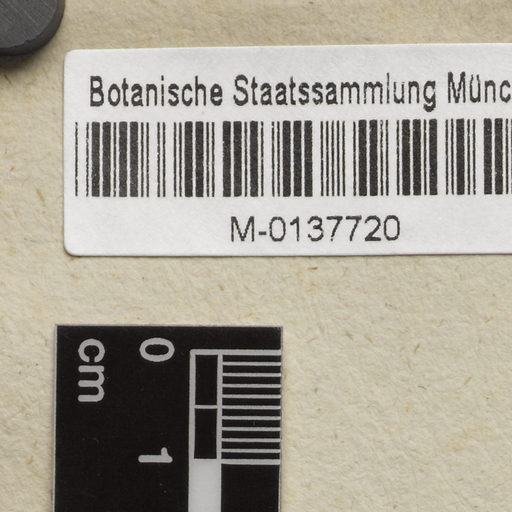 Botanische Staatssammlung Münc
M-0137720
cm
0
1